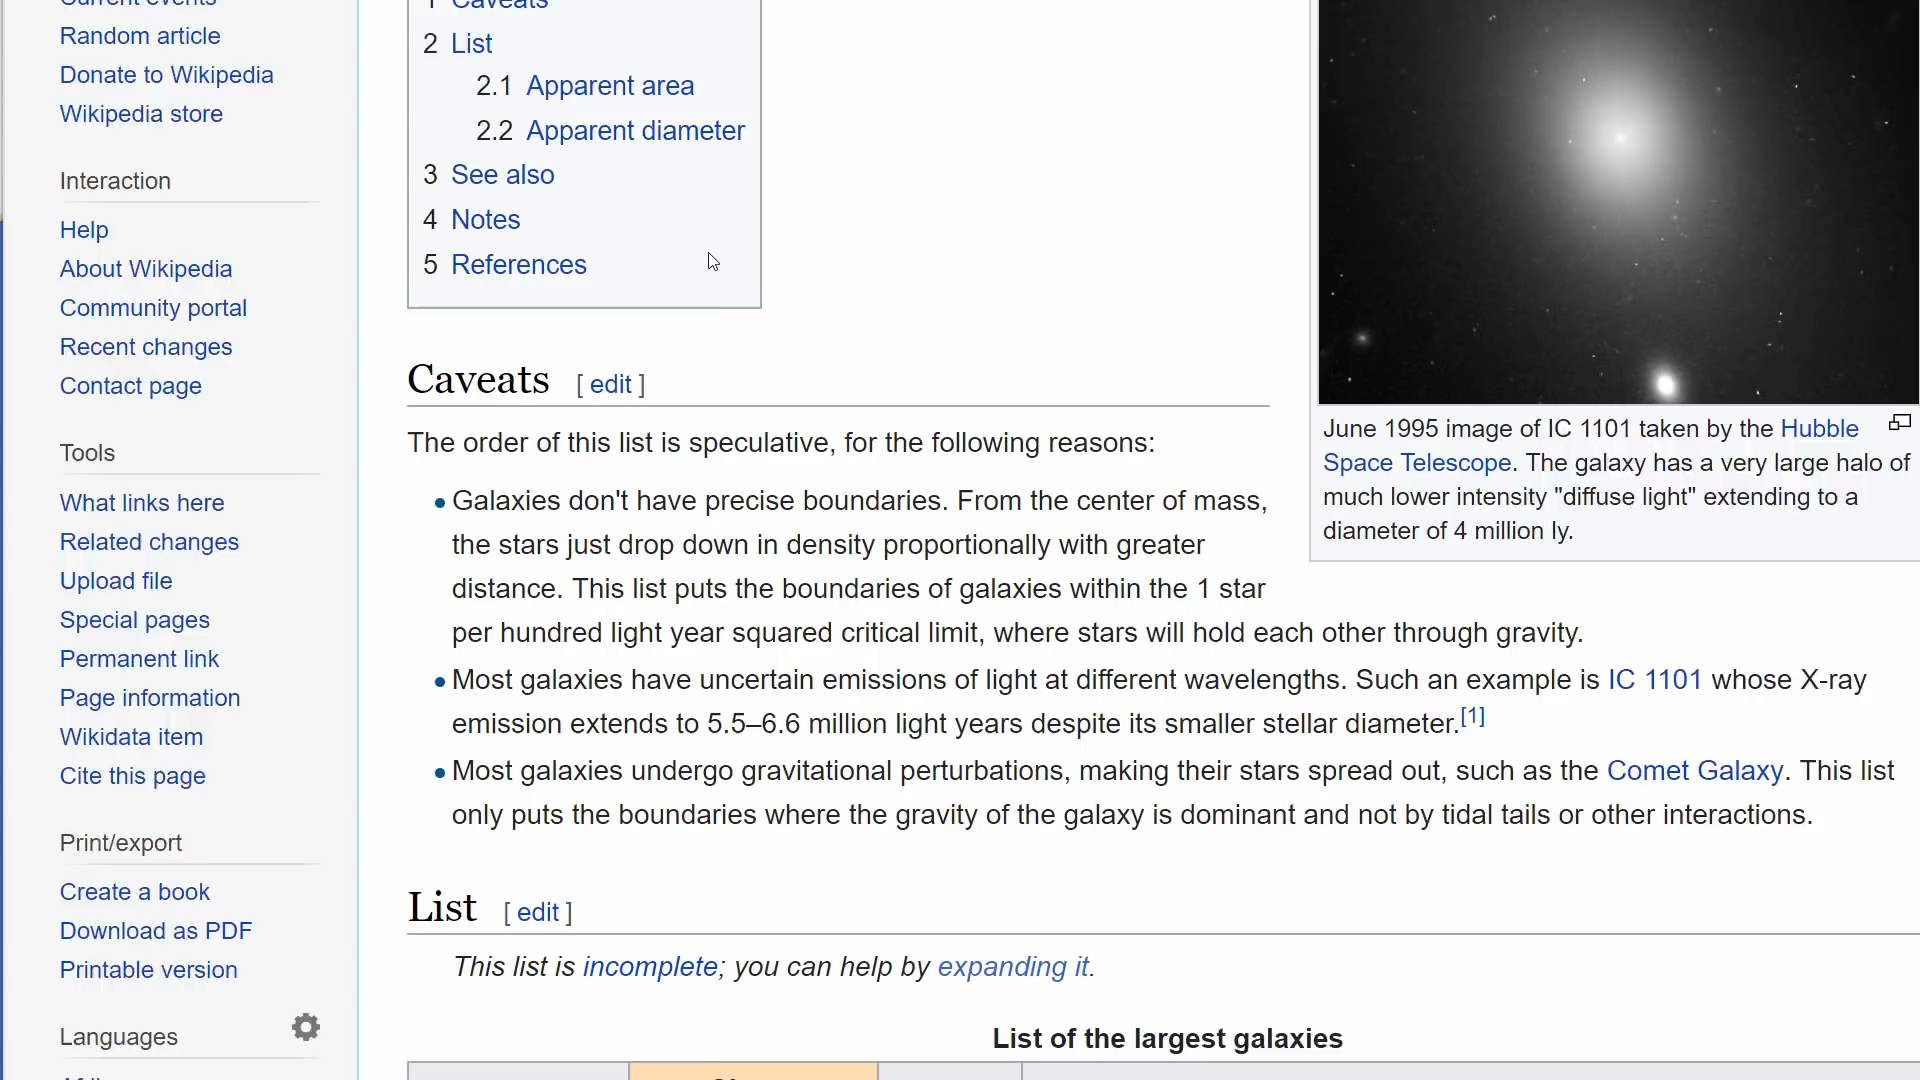 Current events
Random article
Donate to Wikipedia
Wikipedia store
Interaction
Help
About Wikipedia
Community portal
Recent changes
Contact page
Tools
What links here
Related changes
Upload file
Special pages
Permanent link
Page information
Wikidata item
Cite this page
Print/export
Create a book
Download as PDF
Printable version
Languages
1 Caveats
2 List
2.1 Apparent area
2.2 Apparent diameter
3 See also
4 Notes
5 References
June 1995 image of IC 1101 taken by the Hubble
Space Telescope. The galaxy has a very large halo of
much lower intensity "diffuse light" extending to a
diameter of 4 million ly.
Caveats [ edit ]
The order of this list is speculative, for the following reasons:
• Galaxies don't have precise boundaries. From the center of mass,
the stars just drop down in density proportionally with greater
distance. This list puts the boundaries of galaxies within the 1 star
per hundred light year squared critical limit, where stars will hold each other through gravity.
• Most galaxies have uncertain emissions of light at different wavelengths. Such an example is IC 1101 whose X-ray
emission extends to 5.5–6.6 million light years despite its smaller stellar diameter.[1]
• Most galaxies undergo gravitational perturbations, making their stars spread out, such as the Comet Galaxy. This list
only puts the boundaries where the gravity of the galaxy is dominant and not by tidal tails or other interactions.
List [ edit ]
This list is incomplete; you can help by expanding it.
List of the largest galaxies